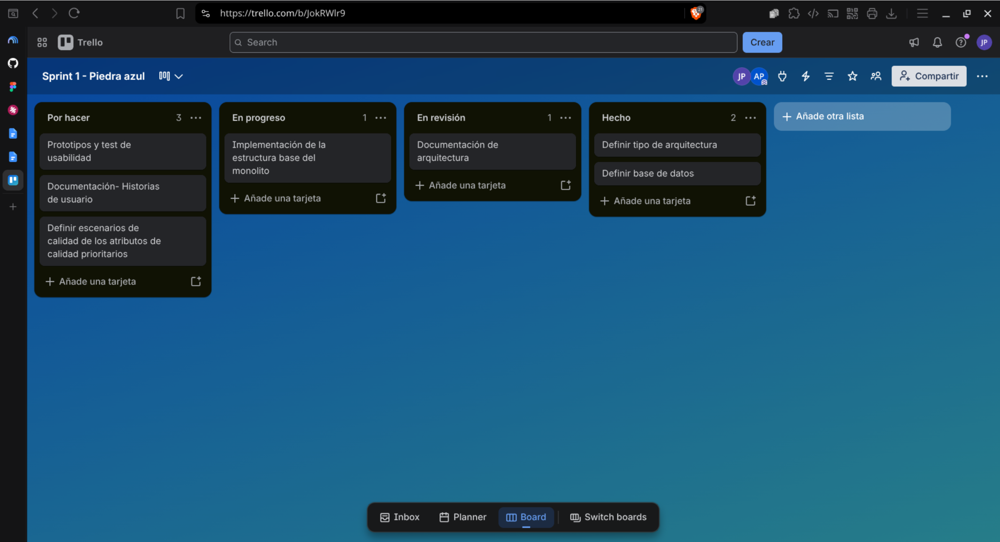 https://trello.com/b/JokRWlr9
21
Trello
Search
Crear
JP
Sprint 1 - Piedra azul
JP
AP
Compartir
Por hacer
3
Prototipos y test de
usabilidad
Documentación- Historias
de usuario
Definir escenarios de
calidad de los atributos de
calidad prioritarios
Añade una tarjeta
En progreso
1
Implementación de la
estructura base del
monolito
Añade una tarjeta
En revisión
1
Documentación de
arquitectura
Añade una tarjeta
Hecho
2
Definir tipo de arquitectura
Definir base de datos
Añade una tarjeta
Añade otra lista
Inbox
Planner
Board
Switch boards